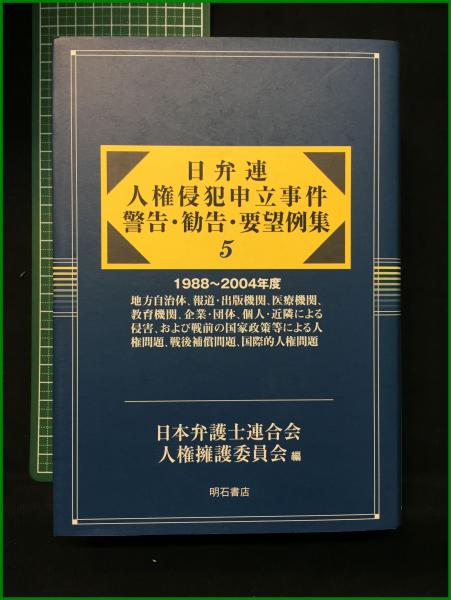 日弁連
人権侵犯申立事件
警告・勧告・要望例集
5
1988〜2004年度
地方自治体、報道・出版機関、医療機関、
教育機関、企業・団体、個人・近隣による
侵害、および戦前の国家政策等による人
権問題、戦後補償問題、国際的人権問題
日本弁護士連合会
人権擁護委員会 編
明石書店